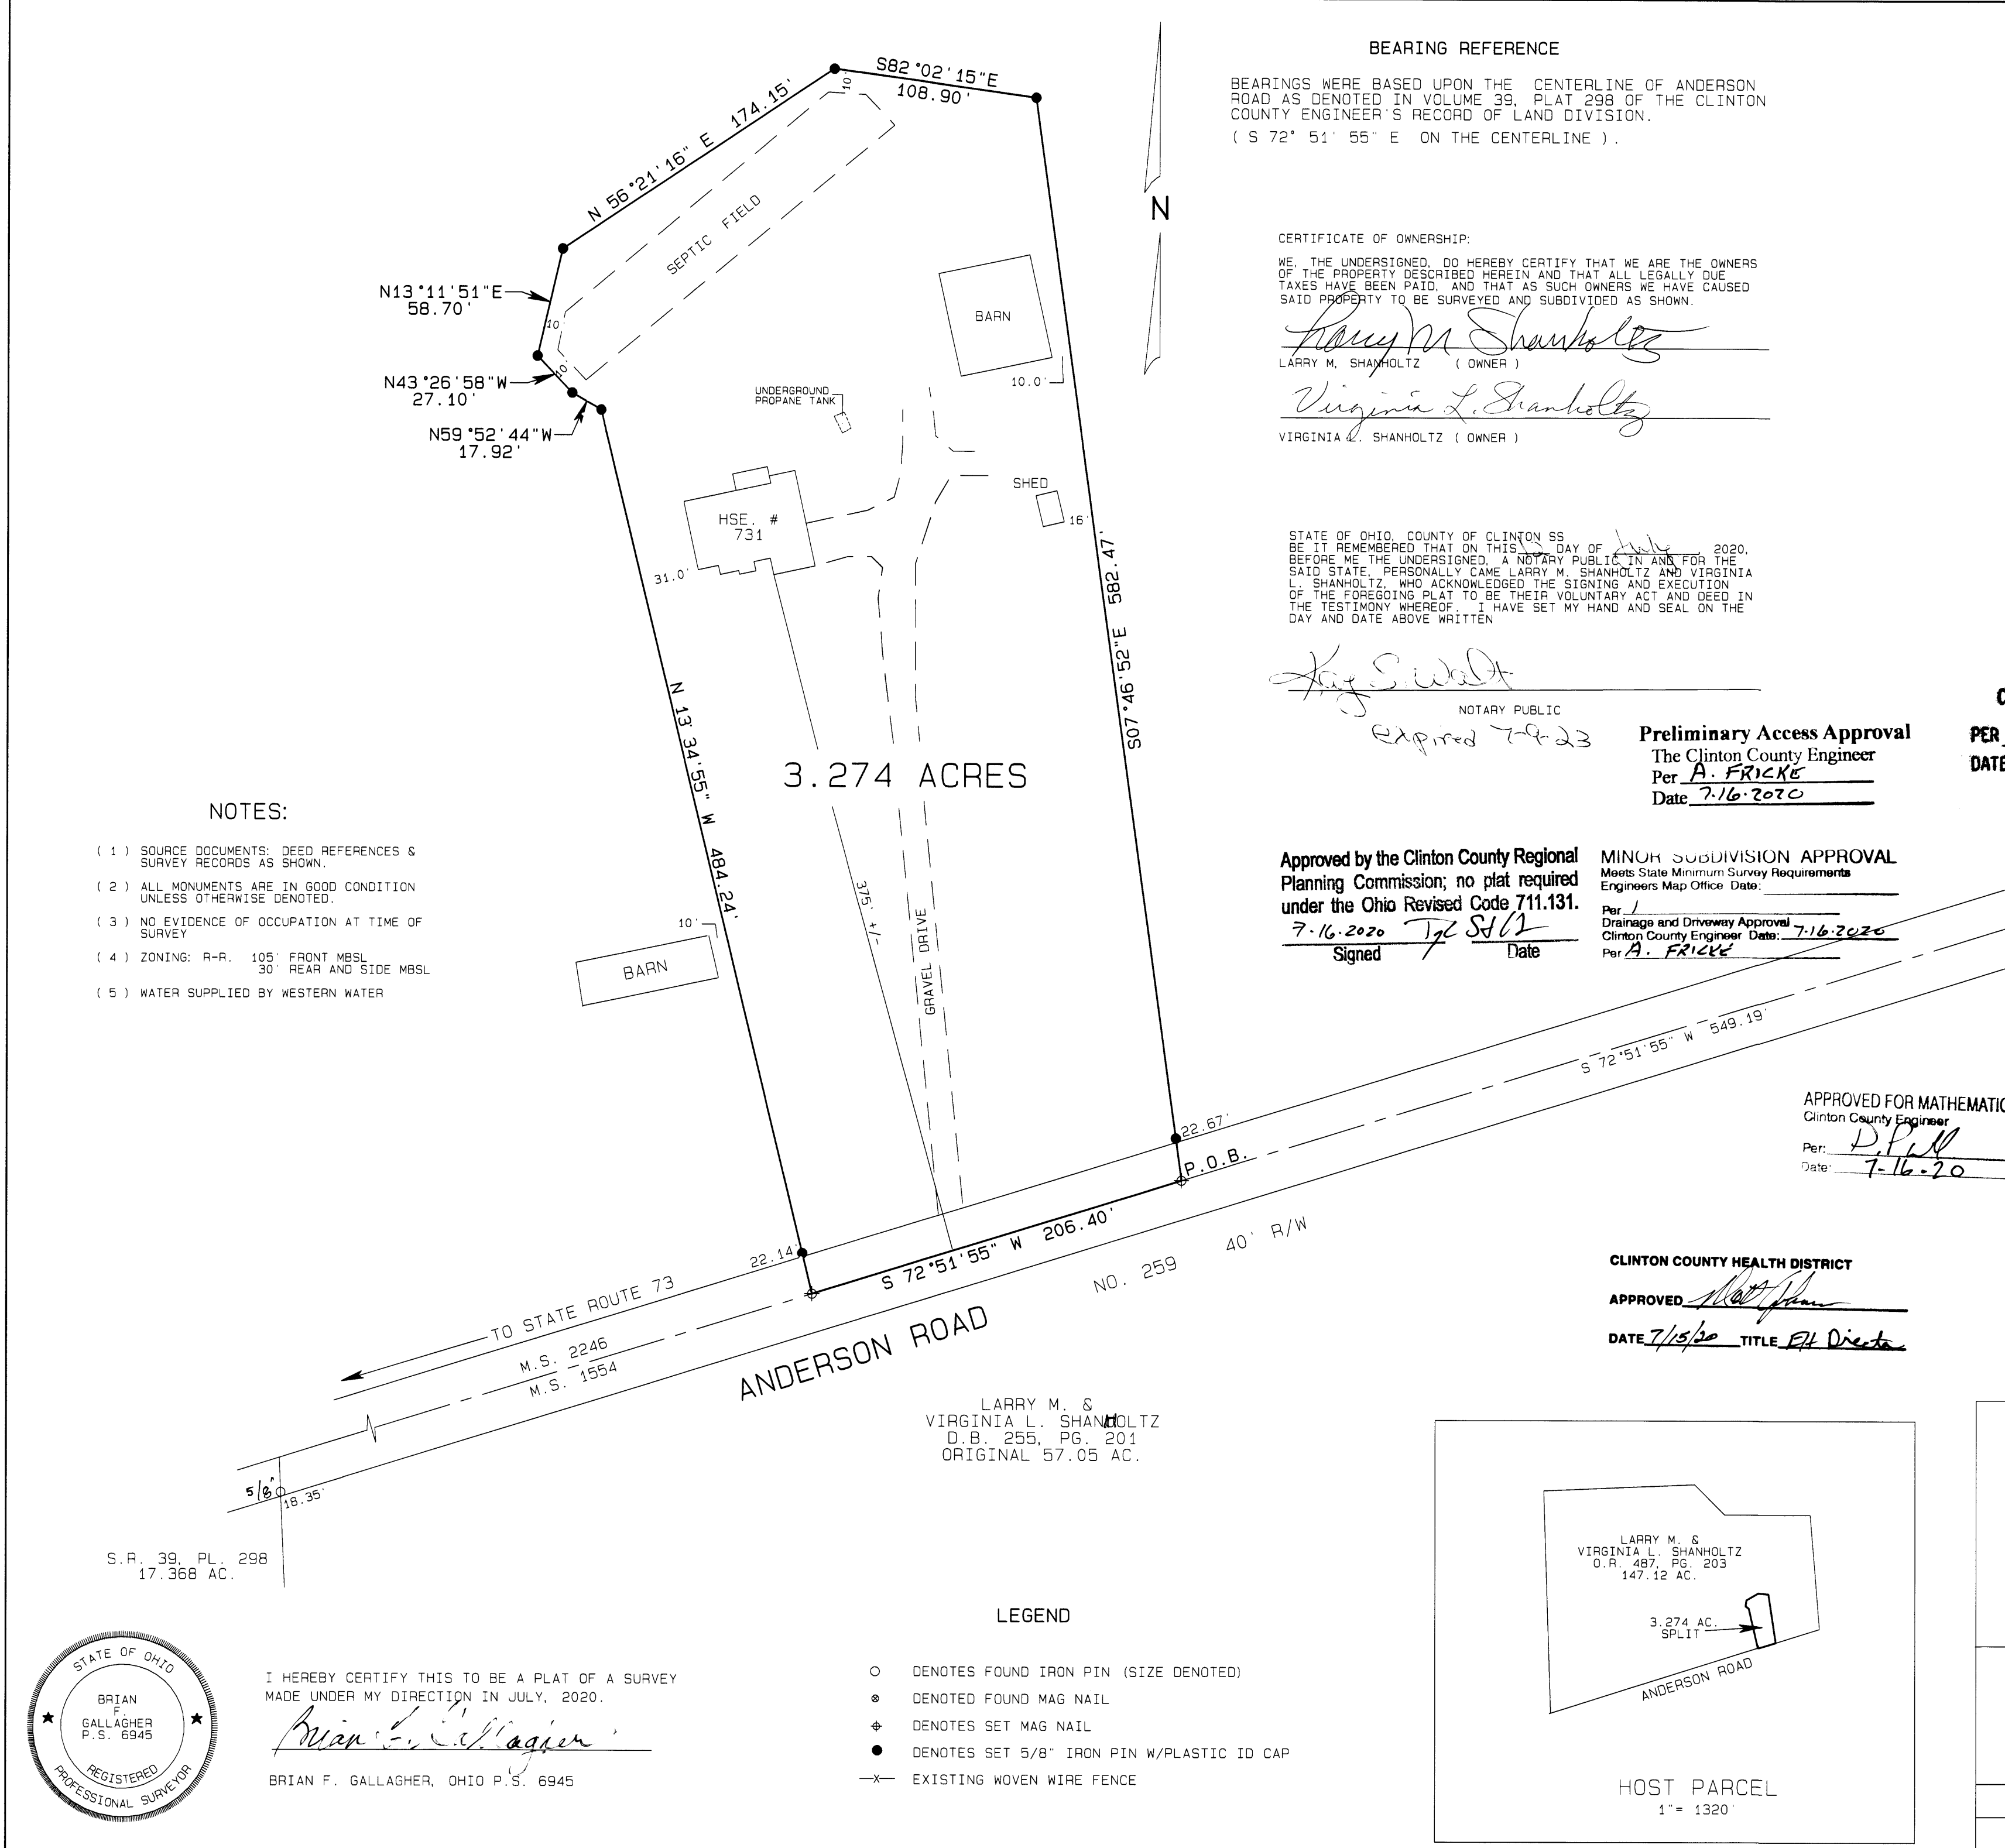 S82°02'15"E
108.90'
N 56°21'16" E 174.15'
10'
SEPTIC FIELD
N13°11'51"E
58.70'
10'
N43°26'58"W
27.10'
10'
N59°52'44"W
17.92'
UNDERGROUND
PROPANE TANK
BARN
10.0'
SHED
16'
HSE. #
731
31.0'
S07°46'52"E 582.47'
N 13°34'55" W 484.24'
3.274 ACRES
375' +/-
GRAVEL DRIVE
10'
BARN
N
BEARING REFERENCE
BEARINGS WERE BASED UPON THE CENTERLINE OF ANDERSON
ROAD AS DENOTED IN VOLUME 39, PLAT 298 OF THE CLINTON
COUNTY ENGINEER'S RECORD OF LAND DIVISION.
( S 72° 51' 55" E ON THE CENTERLINE ).
CERTIFICATE OF OWNERSHIP:
WE, THE UNDERSIGNED, DO HEREBY CERTIFY THAT WE ARE THE OWNERS
OF THE PROPERTY DESCRIBED HEREIN AND THAT ALL LEGALLY DUE
TAXES HAVE BEEN PAID, AND THAT AS SUCH OWNERS WE HAVE CAUSED
SAID PROPERTY TO BE SURVEYED AND SUBDIVIDED AS SHOWN.
Larry M Shanholtz
LARRY M. SHANHOLTZ ( OWNER )
Virginia L. Shanholtz
VIRGINIA L. SHANHOLTZ ( OWNER )
STATE OF OHIO, COUNTY OF CLINTON SS
BE IT REMEMBERED THAT ON THIS DAY OF July, 2020,
BEFORE ME THE UNDERSIGNED, A NOTARY PUBLIC IN AND FOR THE
SAID STATE, PERSONALLY CAME LARRY M. SHANHOLTZ AND VIRGINIA
L. SHANHOLTZ, WHO ACKNOWLEDGED THE SIGNING AND EXECUTION
OF THE FOREGOING PLAT TO BE THEIR VOLUNTARY ACT AND DEED IN
THE TESTIMONY WHEREOF. I HAVE SET MY HAND AND SEAL ON THE
DAY AND DATE ABOVE WRITTEN
Kay S. Walt
NOTARY PUBLIC
Expired 7-9-23
Preliminary Access Approval
The Clinton County Engineer
Per A. FRICKE
Date 7.16.2020
PER
DATE
Approved by the Clinton County Regional
Planning Commission; no plat required
under the Ohio Revised Code 711.131.
7.16.2020
Signed Date
MINOR SUBDIVISION APPROVAL
Meets State Minimum Survey Requirements
Engineers Map Office Date:
Per
Drainage and Driveway Approval
Clinton County Engineer Date: 7.16.2020
Per A. FRICKE
NOTES:
( 1 ) SOURCE DOCUMENTS: DEED REFERENCES &
SURVEY RECORDS AS SHOWN.
( 2 ) ALL MONUMENTS ARE IN GOOD CONDITION
UNLESS OTHERWISE DENOTED.
( 3 ) NO EVIDENCE OF OCCUPATION AT TIME OF
SURVEY
( 4 ) ZONING: R-R. 105' FRONT MBSL
30' REAR AND SIDE MBSL
( 5 ) WATER SUPPLIED BY WESTERN WATER
S 72°51'55" W 549.19'
22.67'
P.O.B.
S 72°51'55" W 206.40'
22.14'
NO. 259 40' R/W
TO STATE ROUTE 73
ANDERSON ROAD
M.S. 2246
M.S. 1554
5/8"
18.35'
S.R. 39, PL. 298
17.368 AC.
LARRY M. &
VIRGINIA L. SHANHOLTZ
D.B. 255, PG. 201
ORIGINAL 57.05 AC.
APPROVED FOR MATHEMATIC
Clinton County Engineer
Per:
Date: 7-16-20
CLINTON COUNTY HEALTH DISTRICT
APPROVED
DATE 7/15/20 TITLE EH Director
LARRY M. &
VIRGINIA L. SHANHOLTZ
O.R. 487, PG. 203
147.12 AC.
3.274 AC.
SPLIT
ANDERSON ROAD
HOST PARCEL
1"= 1320'
STATE OF OHIO
BRIAN
F.
GALLAGHER
P.S. 6945
REGISTERED
PROFESSIONAL SURVEYOR
I HEREBY CERTIFY THIS TO BE A PLAT OF A SURVEY
MADE UNDER MY DIRECTION IN JULY, 2020.
Brian F. Gallagher
BRIAN F. GALLAGHER, OHIO P.S. 6945
LEGEND
DENOTES FOUND IRON PIN (SIZE DENOTED)
DENOTED FOUND MAG NAIL
DENOTES SET MAG NAIL
DENOTES SET 5/8" IRON PIN W/PLASTIC ID CAP
—X— EXISTING WOVEN WIRE FENCE